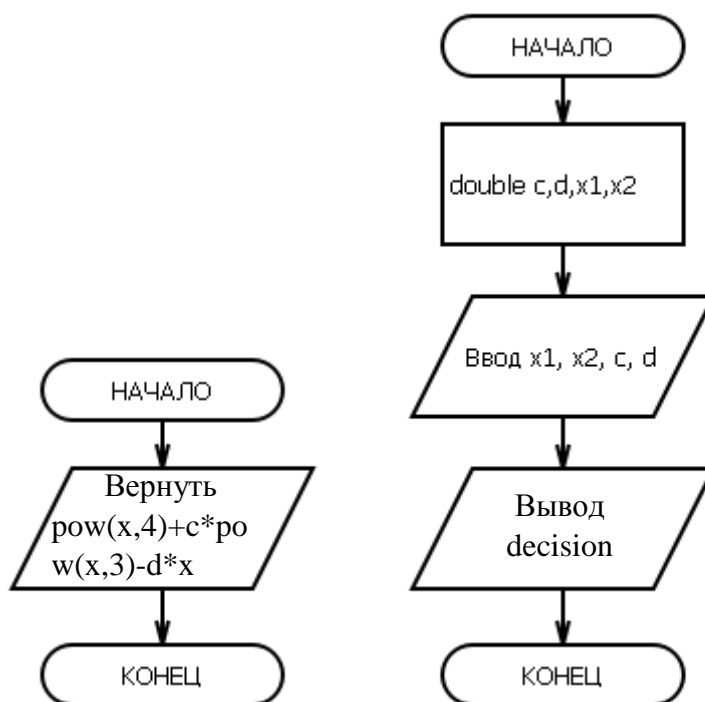 НАЧАЛО
Вернуть
pow(x,4)+c*po
w(x,3)-d*x
КОНЕЦ
НАЧАЛО
double c,d,x1,x2
Ввод x1, x2, c, d
Вывод
decision
КОНЕЦ